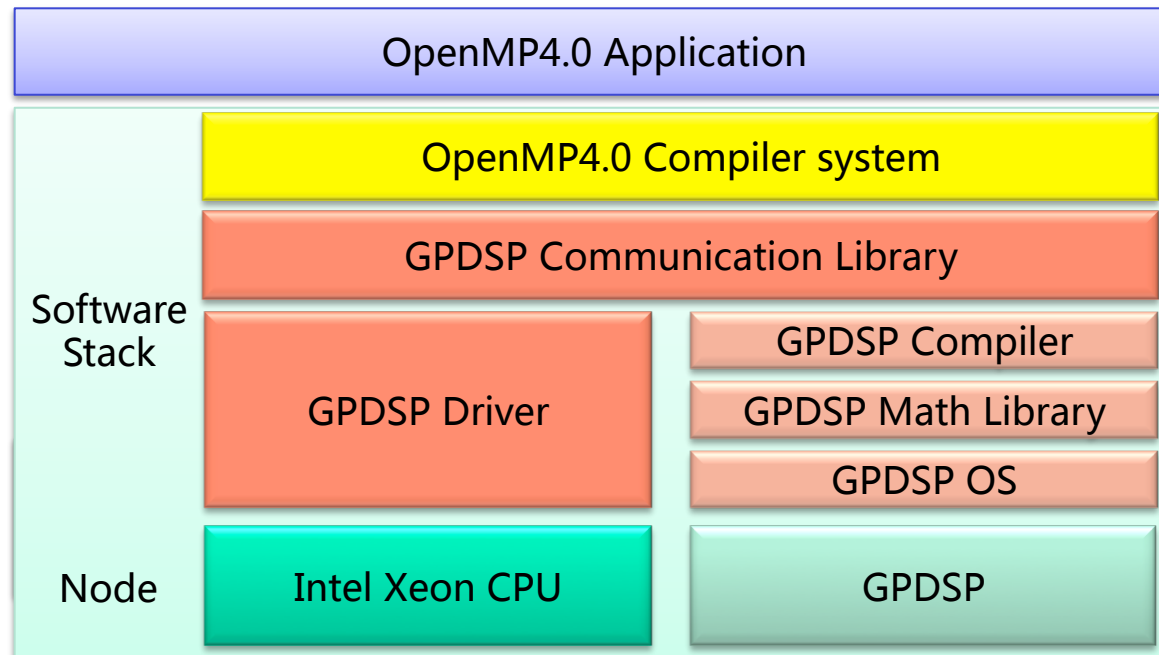 OpenMP4.0 Application
OpenMP4.0 Compiler system
GPDSP Communication Library
Software
Stack
GPDSP Driver
GPDSP Compiler
GPDSP Math Library
GPDSP OS
Node
Intel Xeon CPU
GPDSP